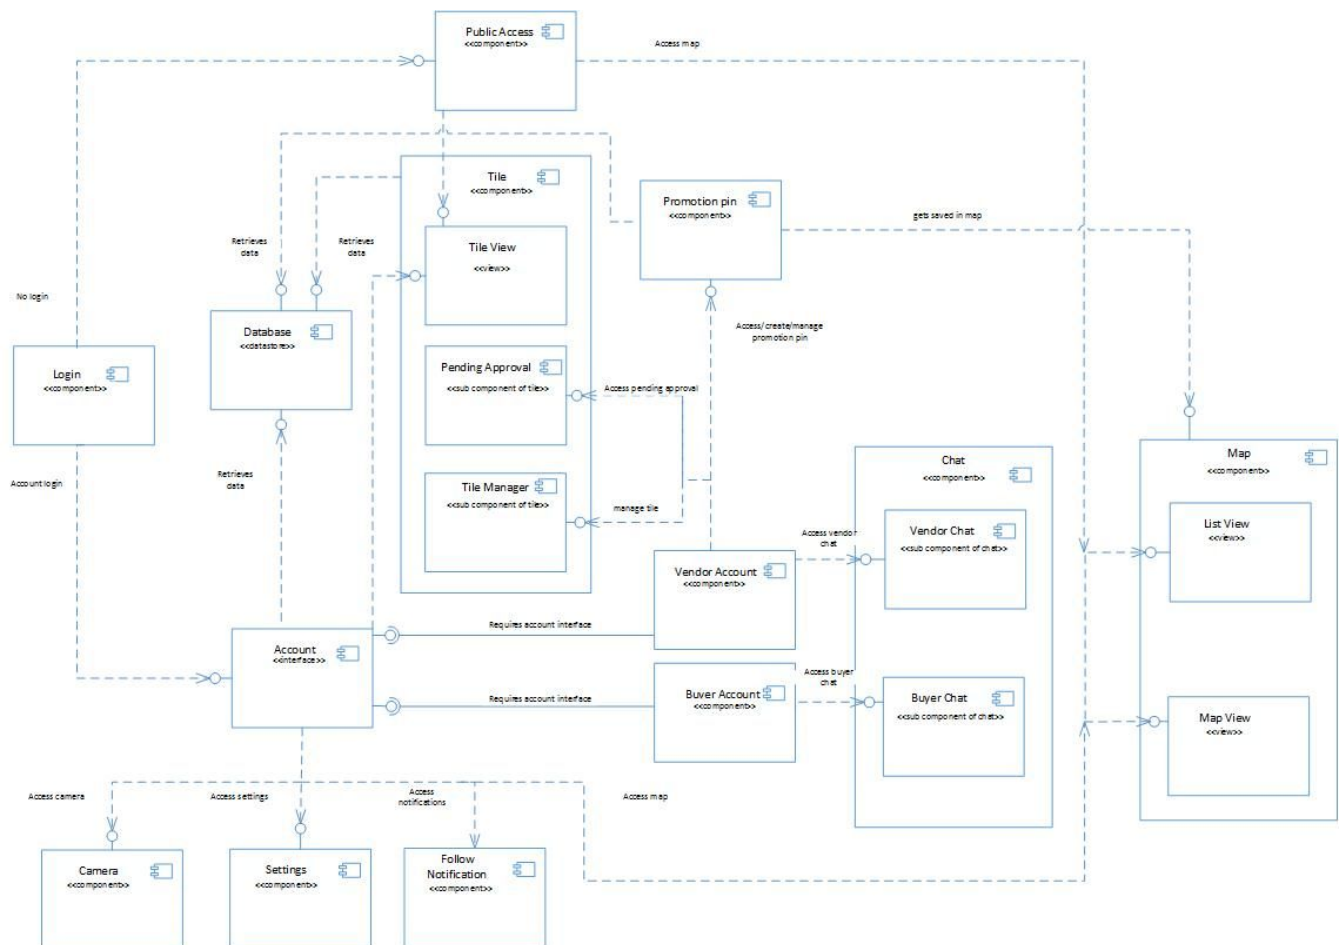 Public Access
<<component>>
Access map
Tile
<<component>>
Promotion pin
<<component>>
gets saved in map
Retrieves
data
Retrieves
data
Tile View
<<view>>
No login
Database
<<datastore>>
Access/create/manage
promotion pin
Login
<<component>>
Pending Approval
<<sub component of tile>>
Access pending approval
Account login
Retrieves
data
Tile Manager
<<sub component of tile>>
manage tile
Chat
<<component>>
Map
<<component>>
Vendor Chat
<<sub component of chat>>
List View
<<view>>
Access vendor
chat
Vendor Account
<<component>>
Requires account interface
Account
<<interface>>
Access buyer
chat
Requires account interface
Buyer Account
<<component>>
Buyer Chat
<<sub component of chat>>
Map View
<<view>>
Access camera
Access settings
Access
notifications
Access map
Camera
<<component>>
Settings
<<component>>
Follow
Notification
<<component>>